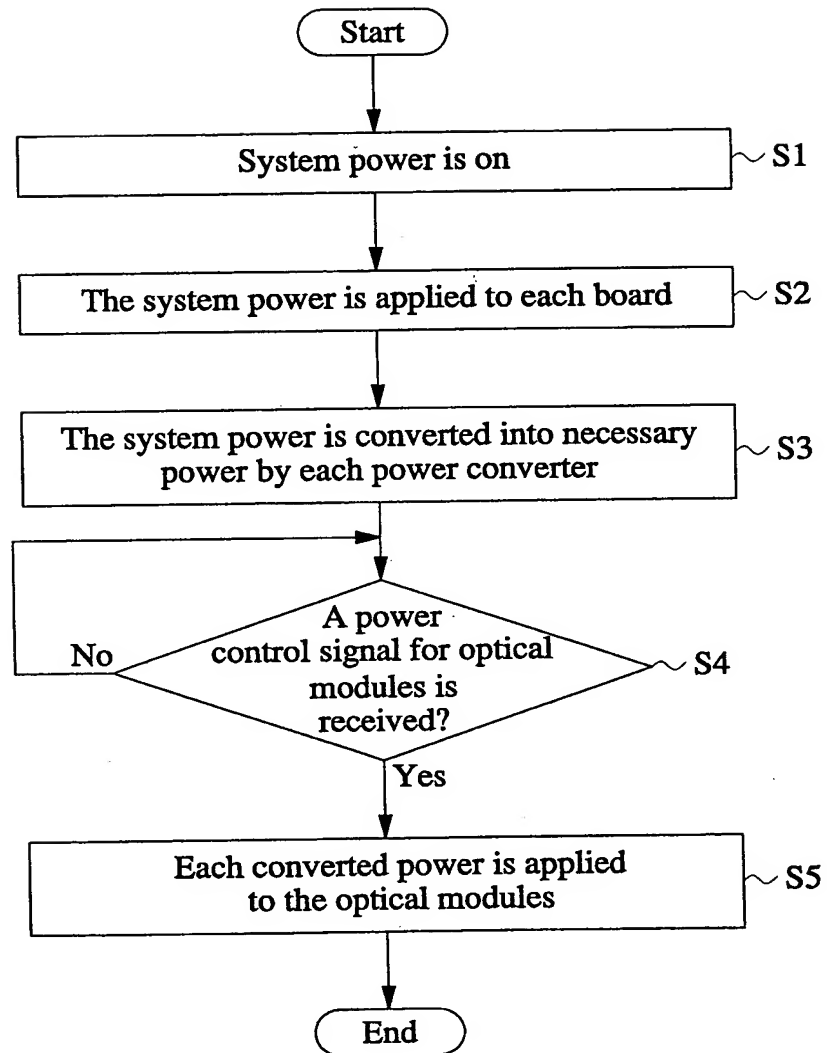 Start
System power is on
S1
The system power is applied to each board
S2
The system power is converted into necessary
power by each power converter
S3
A power
control signal for optical
modules is
received?
No
S4
Yes
Each converted power is applied
to the optical modules
S5
End